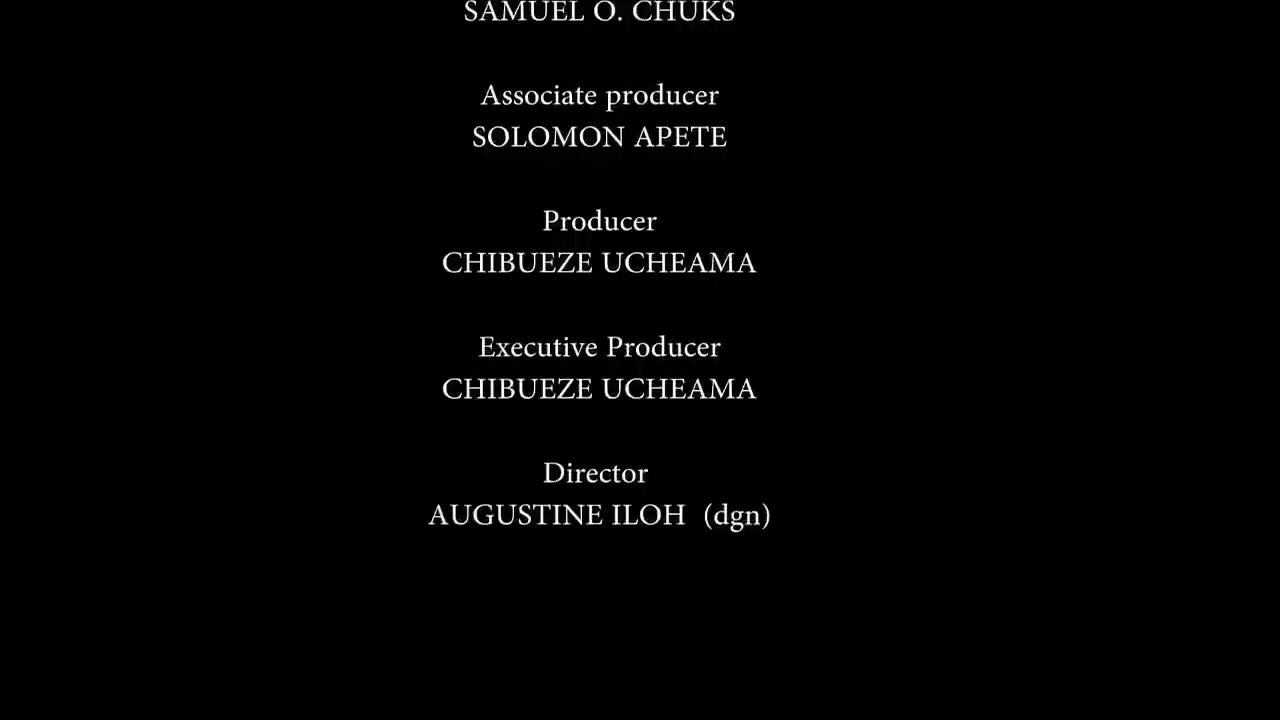 SAMUEL O. CHUKS
Associate producer
SOLOMON APETE
Producer
CHIBUEZE UCHEAMA
Executive Producer
CHIBUEZE UCHEAMA
Director
AUGUSTINE ILOH (dgn)